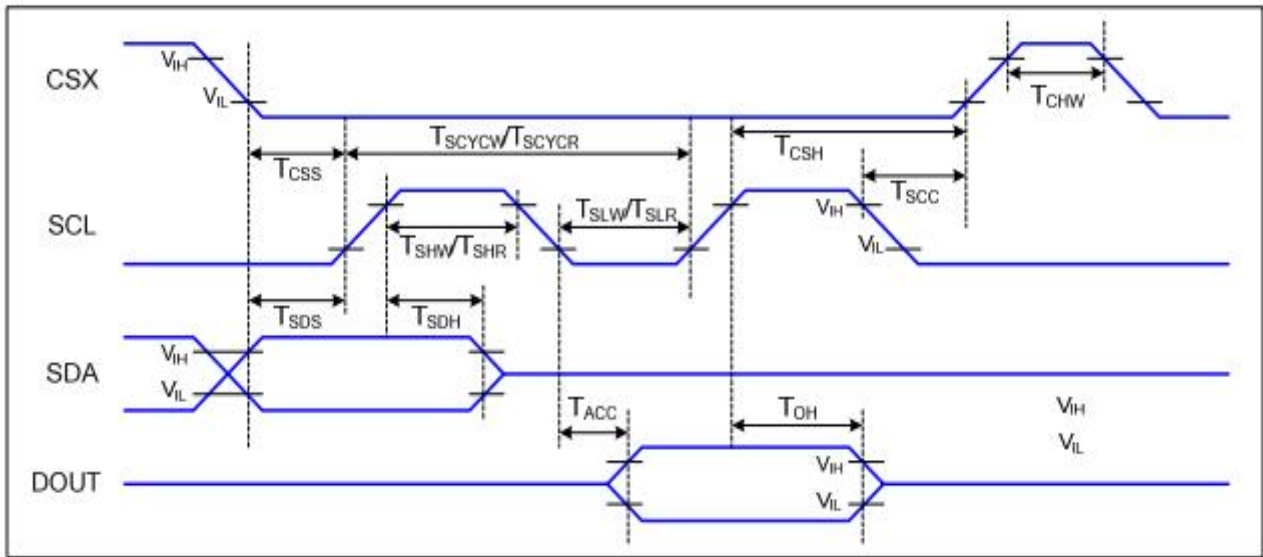 CSX
VIH
VIL
TCHW
TSCYCW/TSCYCR
TCSH
TCSS
TSCC
SCL
TSLW/TSLR
VIH
TSHW/TSHR
VIL
TSDS
TSDH
SDA
VIH
VIL
TACC
TOH
VIH
VIL
DOUT
VIH
VIL